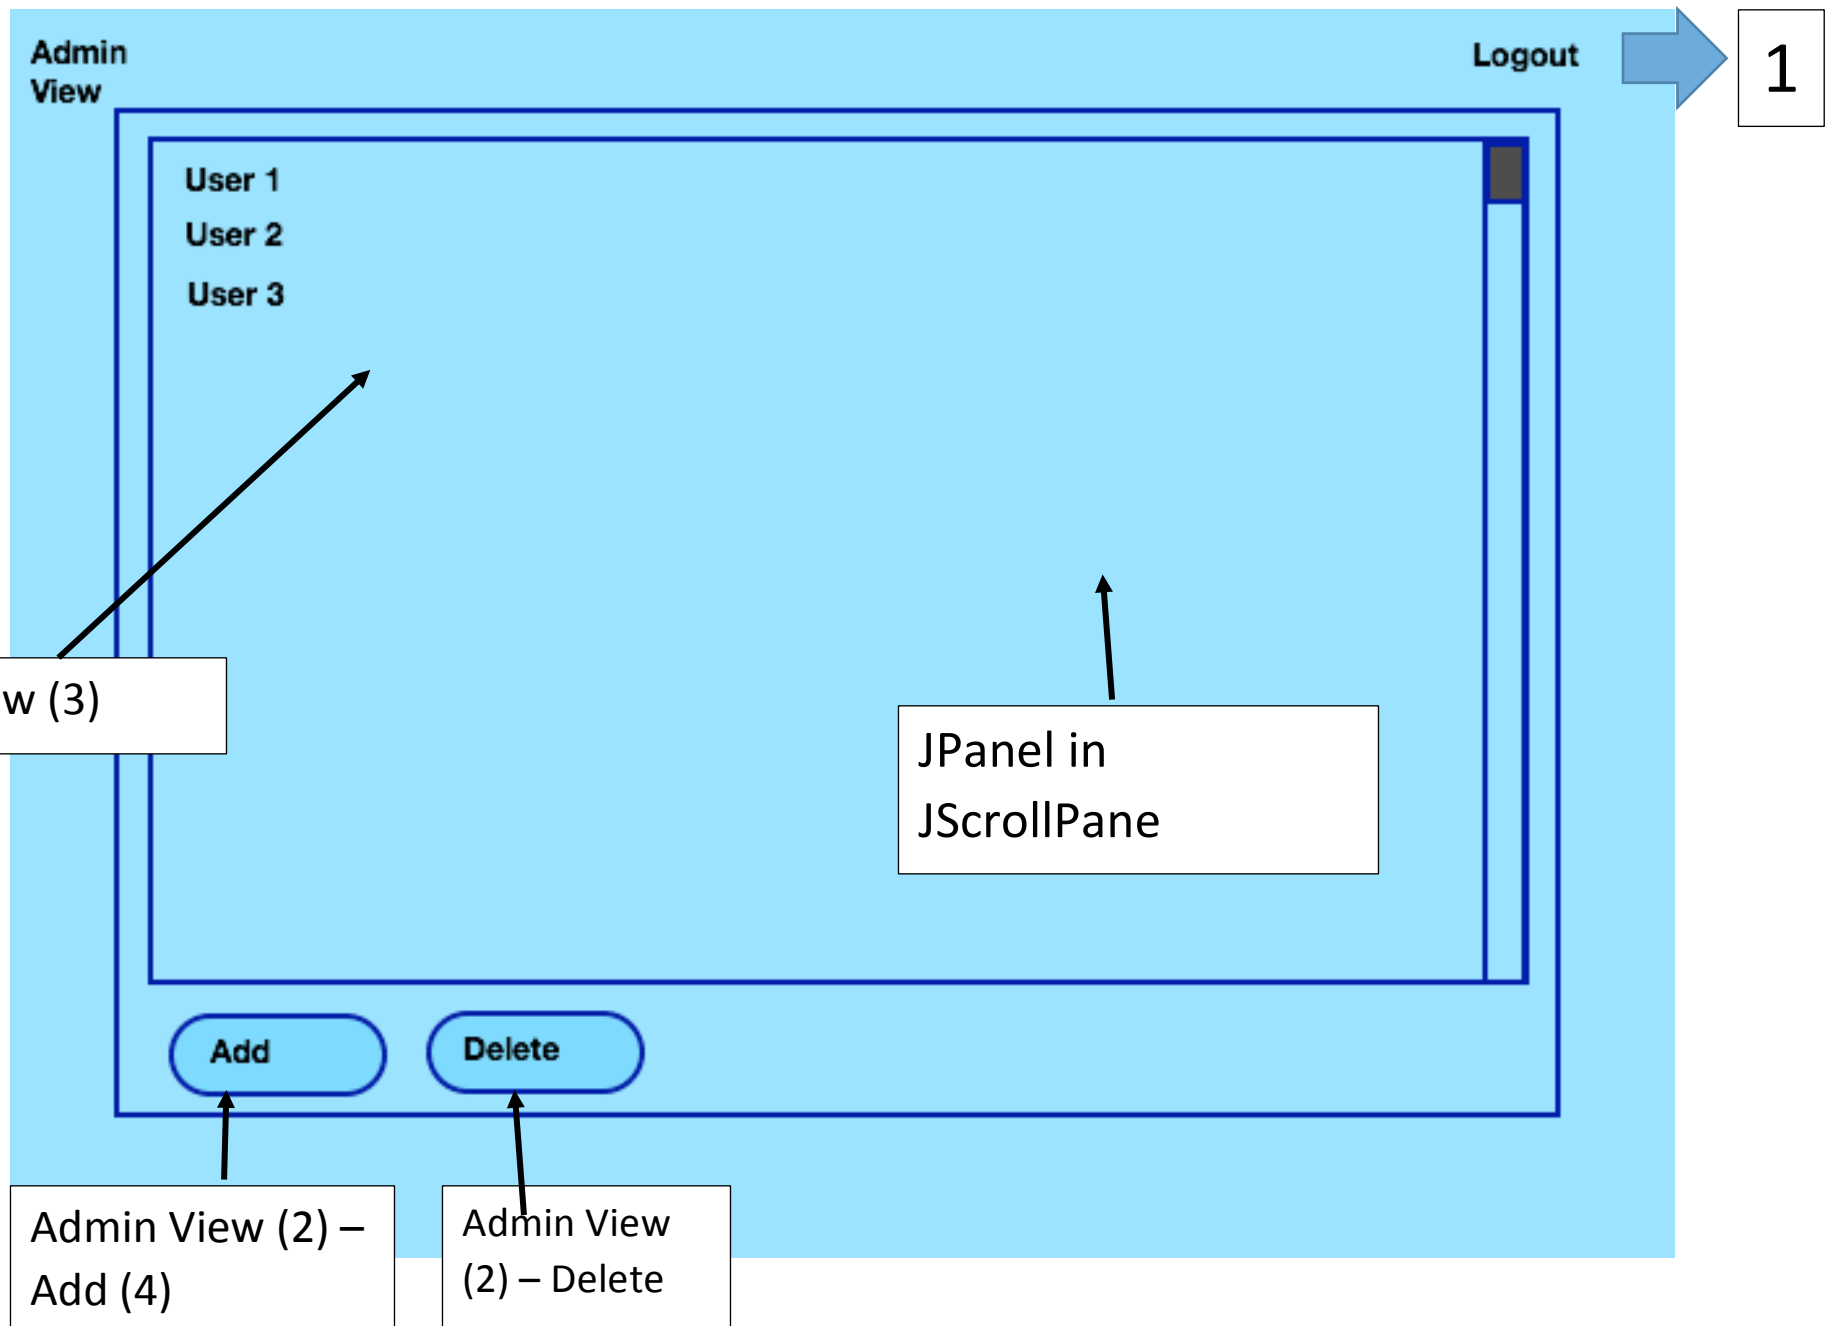 Admin
View
Logout
1
User 1
User 2
User 3
w (3)
JPanel in
JScrollPane
Add
Delete
Admin View (2) –
Add (4)
Admin View
(2) – Delete